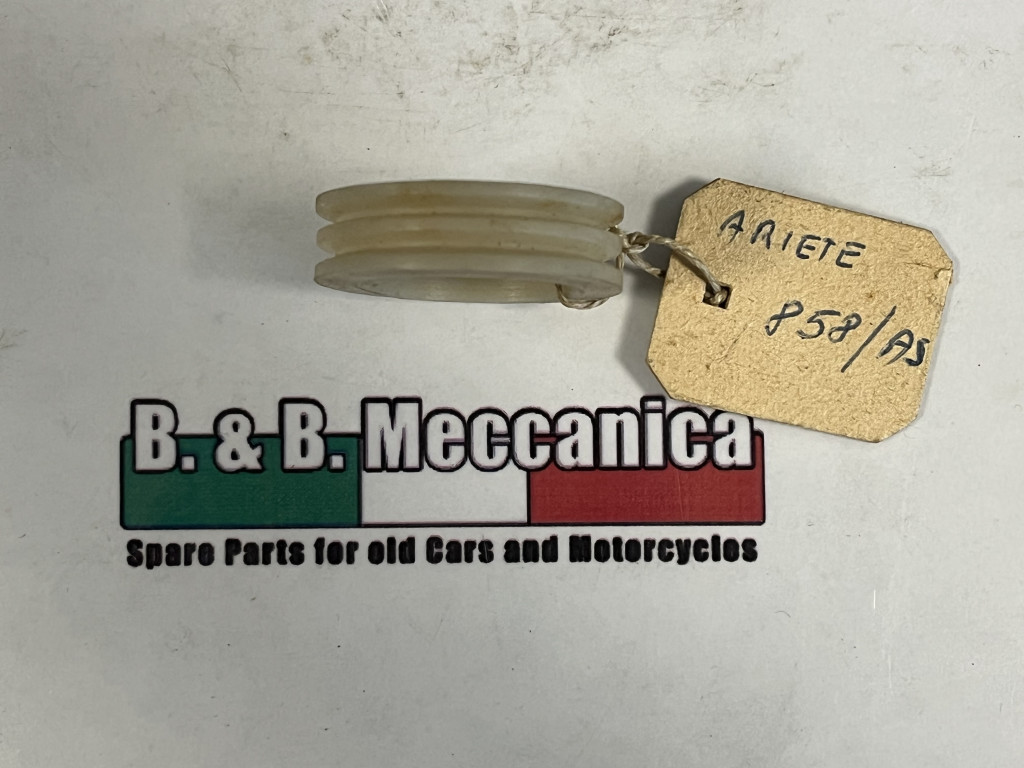 ARIETE
858/AS
B. & B. Meccanica
Spare Parts for old Cars and Motorcycles